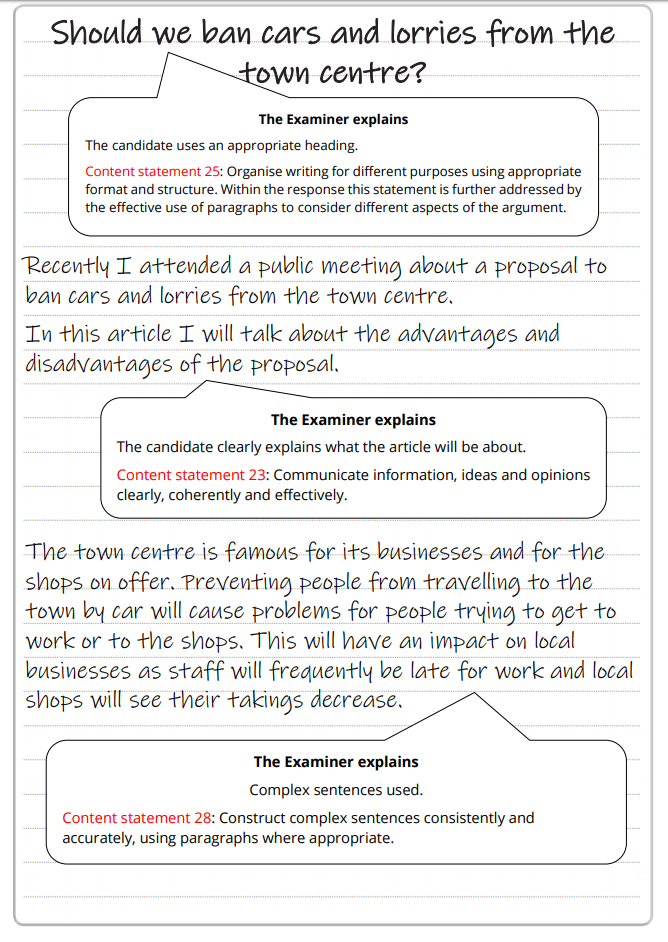 Should we ban cars and lorries from the
town centre?
The Examiner explains
The candidate uses an appropriate heading.
Content statement 25: Organise writing for different purposes using appropriate
format and structure. Within the response this statement is further addressed by
the effective use of paragraphs to consider different aspects of the argument.
Recently I attended a public meeting about a proposal to
ban cars and lorries from the town centre.
In this article I will talk about the advantages and
disadvantages of the proposal.
The Examiner explains
The candidate clearly explains what the article will be about.
Content statement 23: Communicate information, ideas and opinions
clearly, coherently and effectively.
The town centre is famous for its businesses and for the
shops on offer. Preventing people from travelling to the
town by car will cause problems for people trying to get to
work or to the shops. This will have an impact on local
businesses as staff will frequently be late for work and local
shops will see their takings decrease.
The Examiner explains
Complex sentences used.
Content statement 28: Construct complex sentences consistently and
accurately, using paragraphs where appropriate.